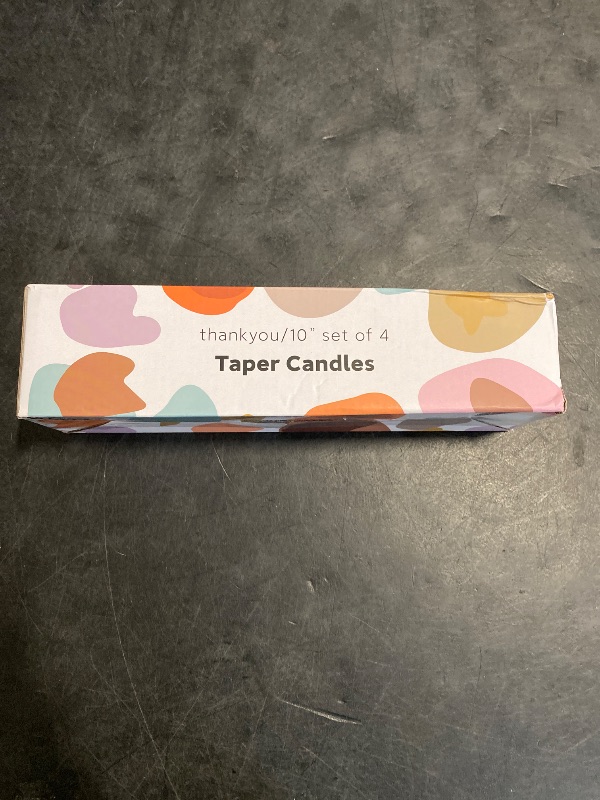 thankyou/10" set of 4
Taper Candles